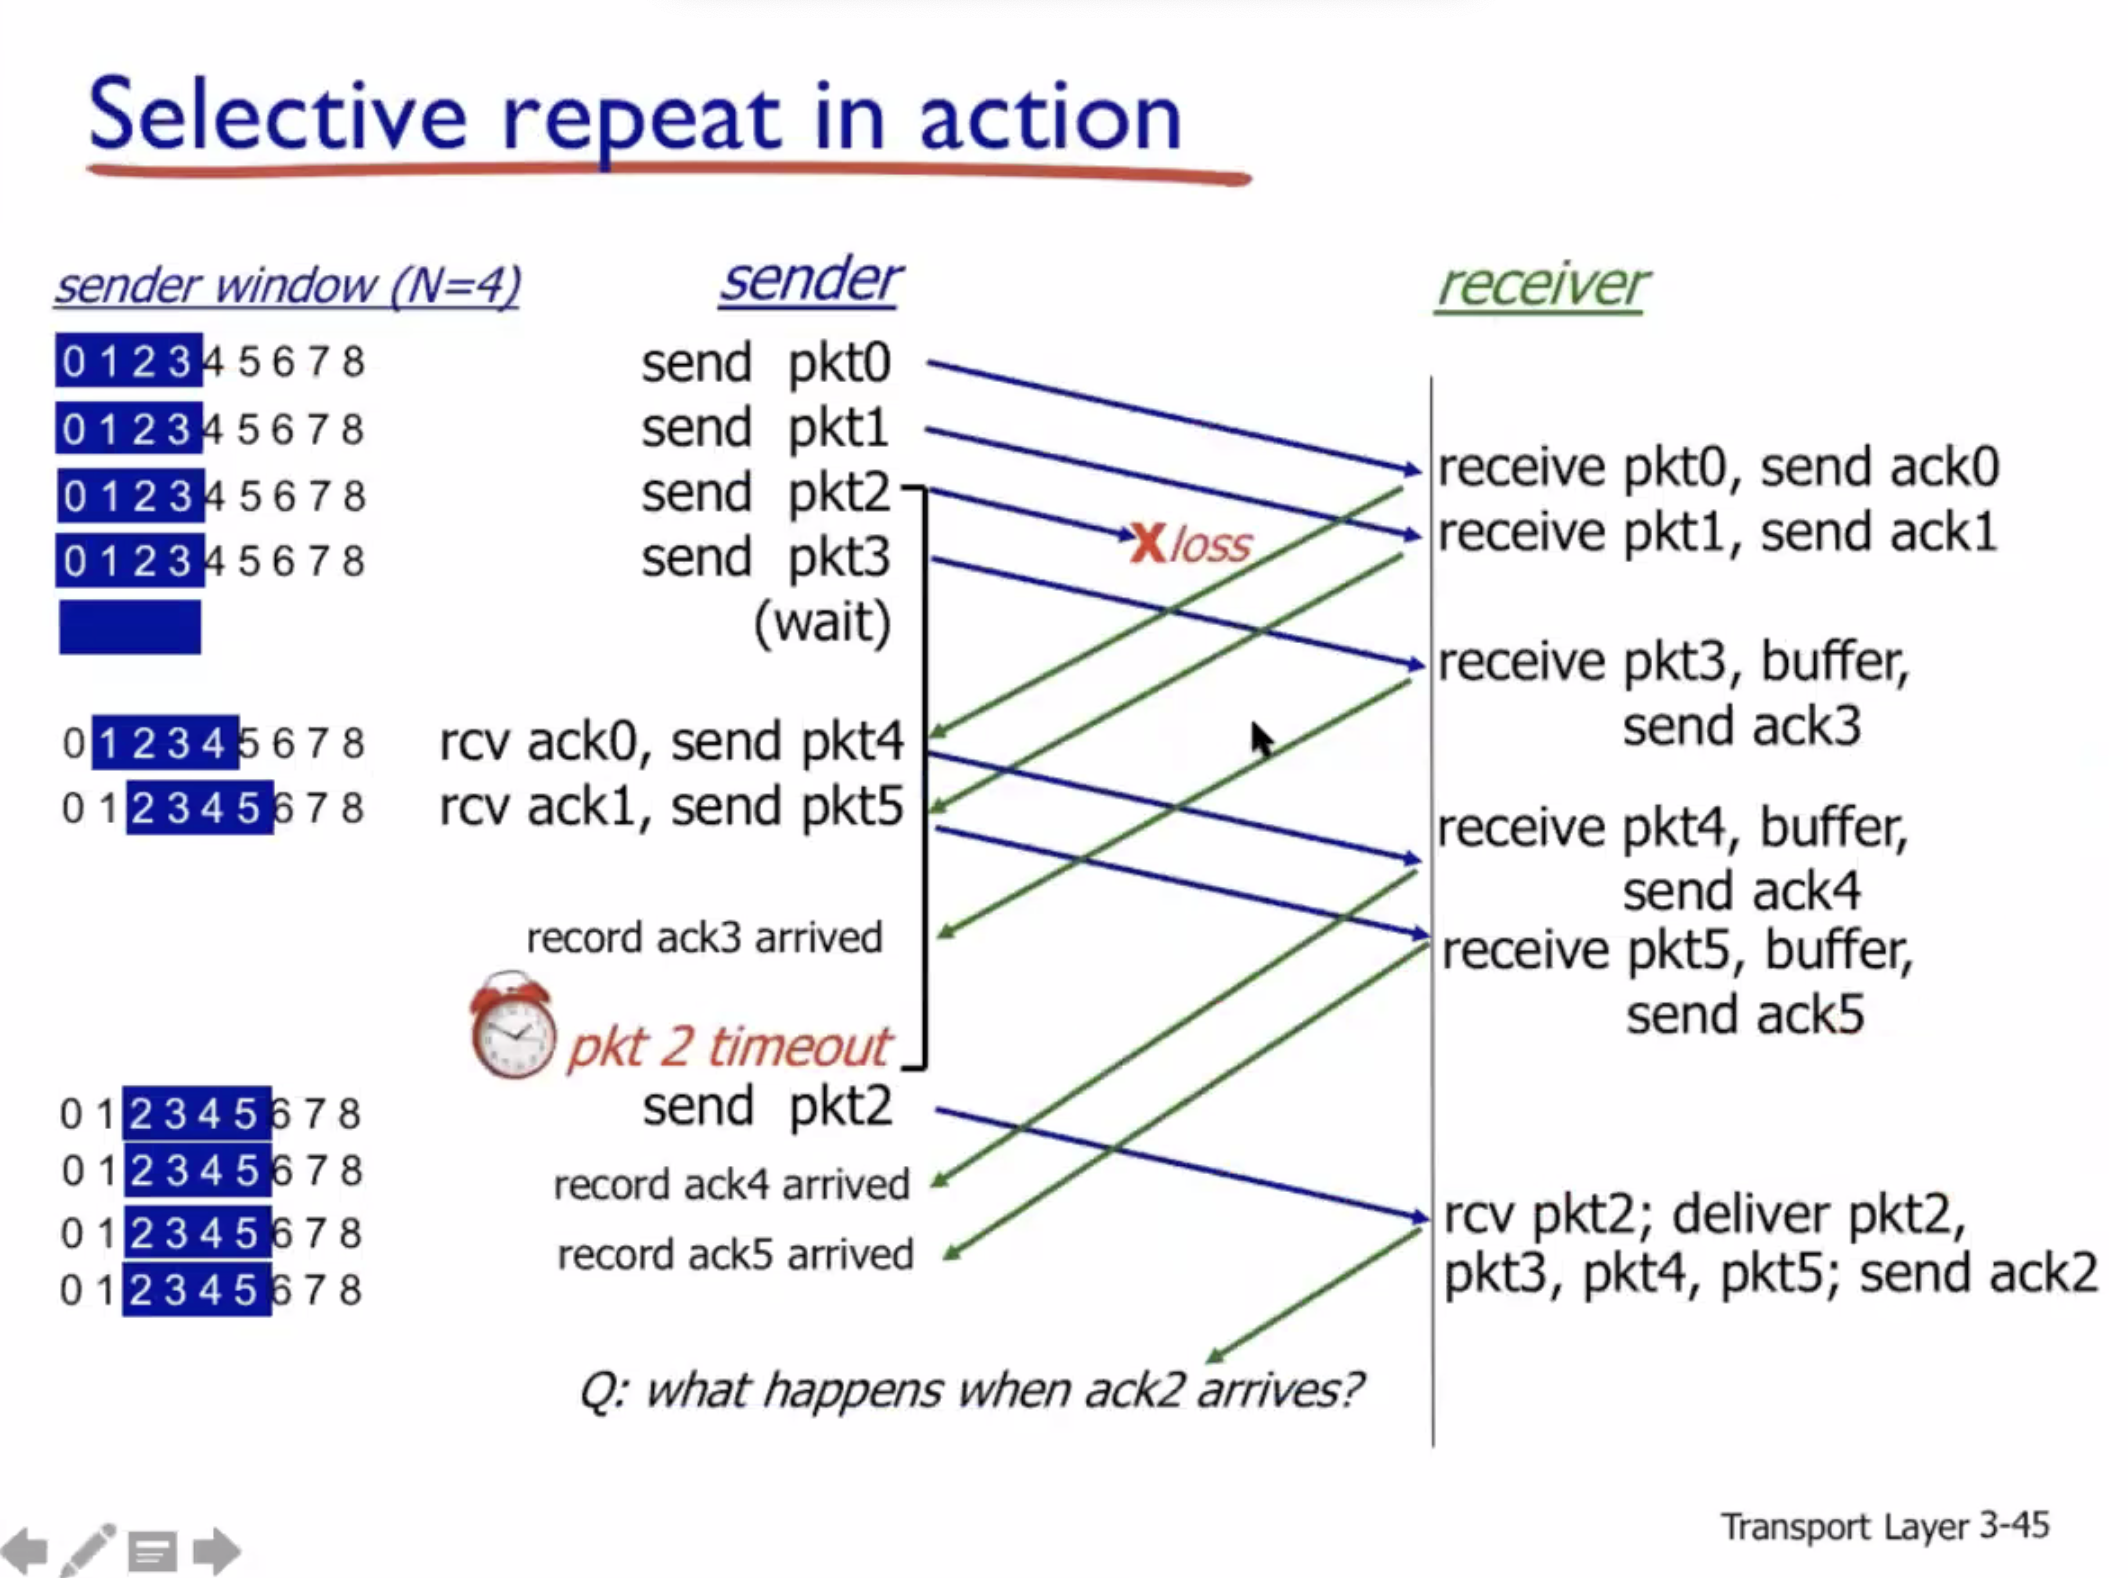 Selective repeat in action
sender window (N=4)
sender
receiver
0 1 2 3 4 5 6 7 8
send pkt0
0 1 2 3 4 5 6 7 8
send pkt1
receive pkt0, send ack0
0 1 2 3 4 5 6 7 8
send pkt2
X loss
receive pkt1, send ack1
0 1 2 3 4 5 6 7 8
send pkt3
(wait)
receive pkt3, buffer,
send ack3
0 1 2 3 4 5 6 7 8
rcv ack0, send pkt4
0 1 2 3 4 5 6 7 8
rcv ack1, send pkt5
receive pkt4, buffer,
send ack4
record ack3 arrived
receive pkt5, buffer,
send ack5
pkt 2 timeout
0 1 2 3 4 5 6 7 8
send pkt2
0 1 2 3 4 5 6 7 8
record ack4 arrived
0 1 2 3 4 5 6 7 8
record ack5 arrived
rcv pkt2; deliver pkt2,
pkt3, pkt4, pkt5; send ack2
0 1 2 3 4 5 6 7 8
Q: what happens when ack2 arrives?
Transport Layer 3-45